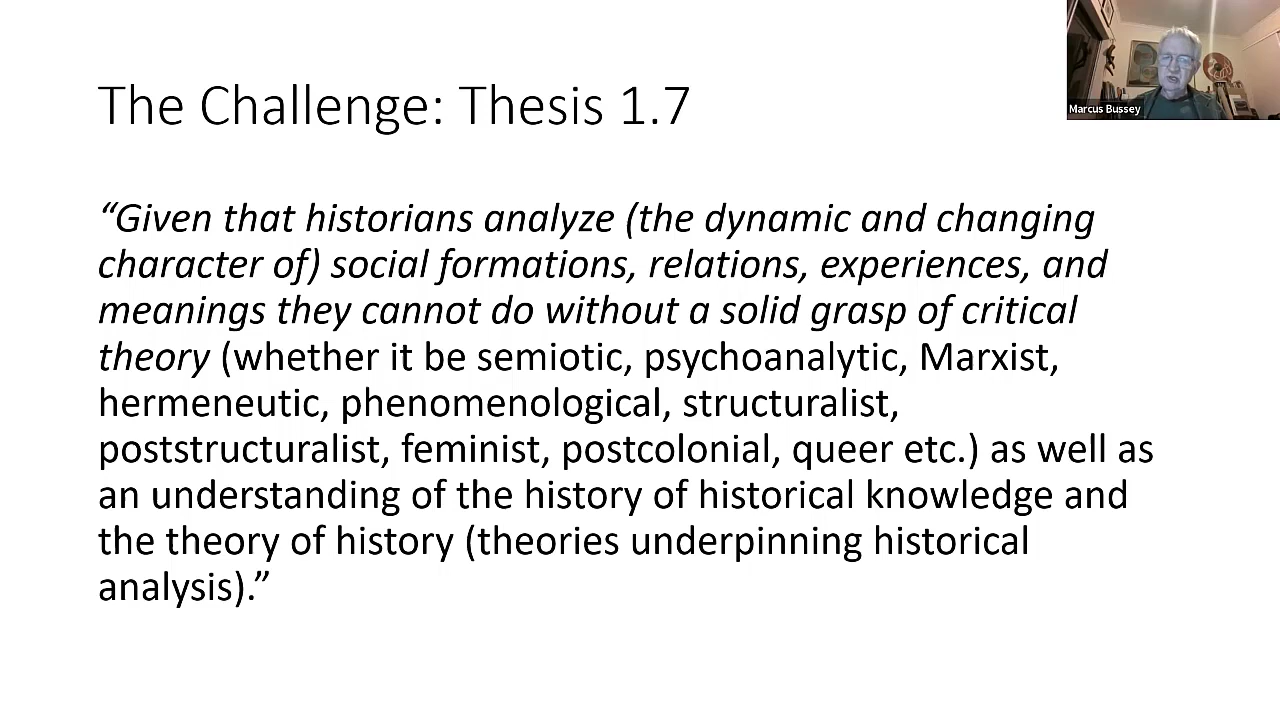 The Challenge: Thesis 1.7
Marcus Bussey
“Given that historians analyze (the dynamic and changing
character of) social formations, relations, experiences, and
meanings they cannot do without a solid grasp of critical
theory (whether it be semiotic, psychoanalytic, Marxist,
hermeneutic, phenomenological, structuralist,
poststructuralist, feminist, postcolonial, queer etc.) as well as
an understanding of the history of historical knowledge and
the theory of history (theories underpinning historical
analysis).”